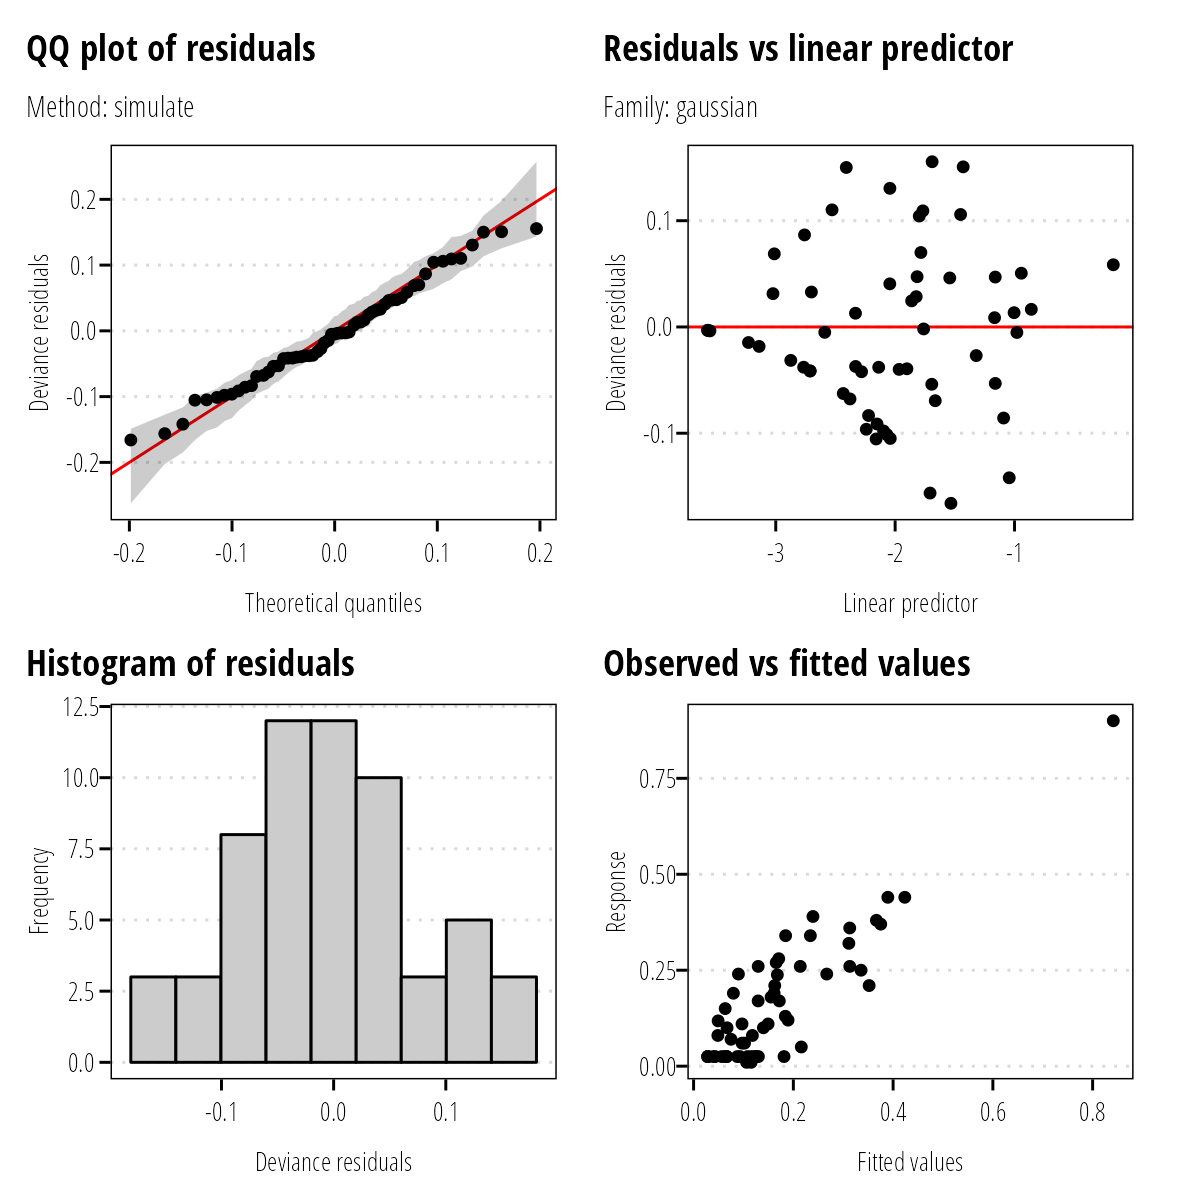 QQ plot of residuals
Method: simulate
Deviance residuals
0.2
0.1
0.0
-0.1
-0.2
-0.2
-0.1
0.0
0.1
0.2
Theoretical quantiles
Residuals vs linear predictor
Family: gaussian
Deviance residuals
0.1
0.0
-0.1
-3
-2
-1
Linear predictor
Histogram of residuals
Frequency
12.5
10.0
7.5
5.0
2.5
0.0
-0.1
0.0
0.1
Deviance residuals
Observed vs fitted values
Response
0.75
0.50
0.25
0.00
0.0
0.2
0.4
0.6
0.8
Fitted values